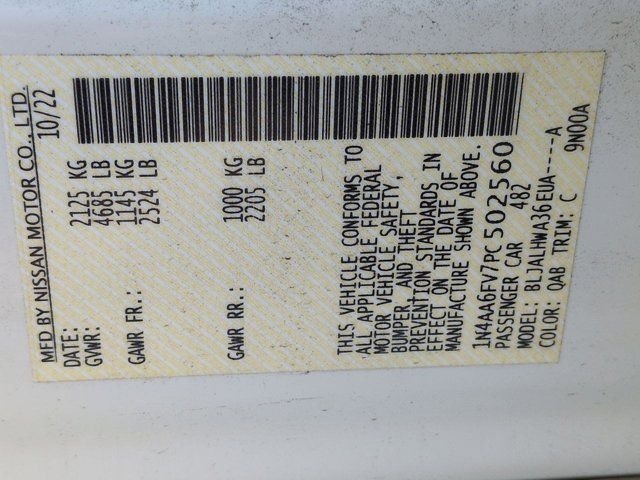 MFD BY NISSAN MOTOR CO., LTD.
DATE: 10/22
GVWR: 2125 KG
4685 LB
GAWR FR.: 1145 KG
2524 LB
GAWR RR.: 1000 KG
2205 LB
THIS VEHICLE CONFORMS TO
ALL APPLICABLE FEDERAL
MOTOR VEHICLE SAFETY,
BUMPER, AND THEFT
PREVENTION STANDARDS IN
EFFECT ON THE DATE OF
MANUFACTURE SHOWN ABOVE.
1N4AA6FV7PC502560
PASSENGER CAR 482
MODEL: BLJALHWA36EUA----A
COLOR: QAB TRIM: C 9N00A